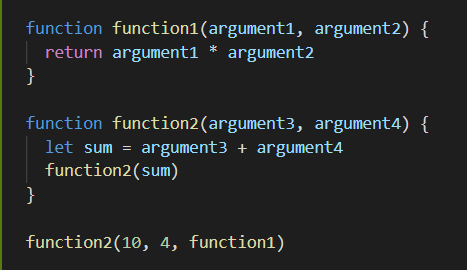 function function1(argument1, argument2) {
  return argument1 * argument2
}

function function2(argument3, argument4) {
  let sum = argument3 + argument4
  function2(sum)
}

function2(10, 4, function1)